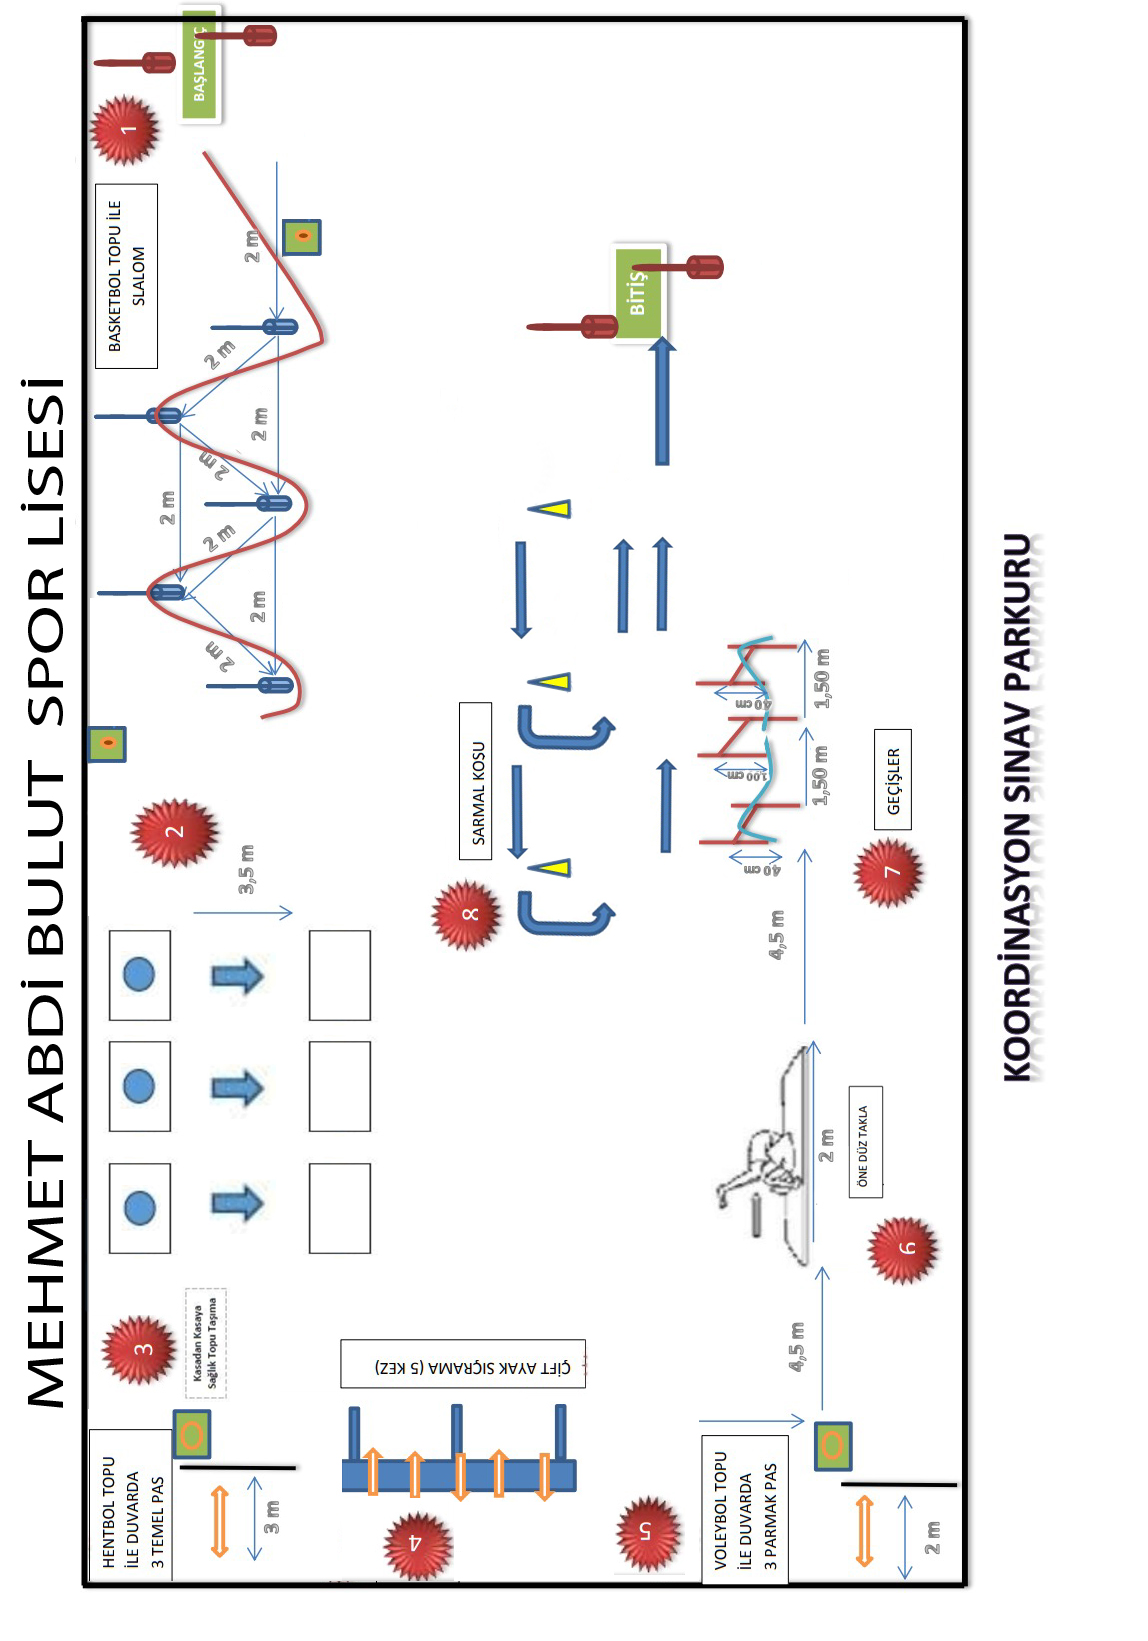 MEHMET ABDİ BULUT SPOR LİSESİ
BAŞLANGIÇ
1
BASKETBOL TOPU İLE
SLALOM
2 m
2 m
2 m
2 m
2 m
2 m
2 m
2 m
2
3,5 m
3
Kasadan Kasaya
Sağlık Topu Taşıma
HENTBOL TOPU
İLE DUVARDA
3 TEMEL PAS
3 m
4
ÇİFT AYAK SIÇRAMA (5 KEZ)
5
VOLEYBOL TOPU
İLE DUVARDA
3 PARMAK PAS
2 m
4,5 m
6
ÖNE DÜZ TAKLA
2 m
4,5 m
7
GEÇİŞLER
40 cm
1,50 m
1,00 cm
1,50 m
40 cm
8
SARMAL KOSU
BİTİŞ
KOORDİNASYON SINAV PARKURU